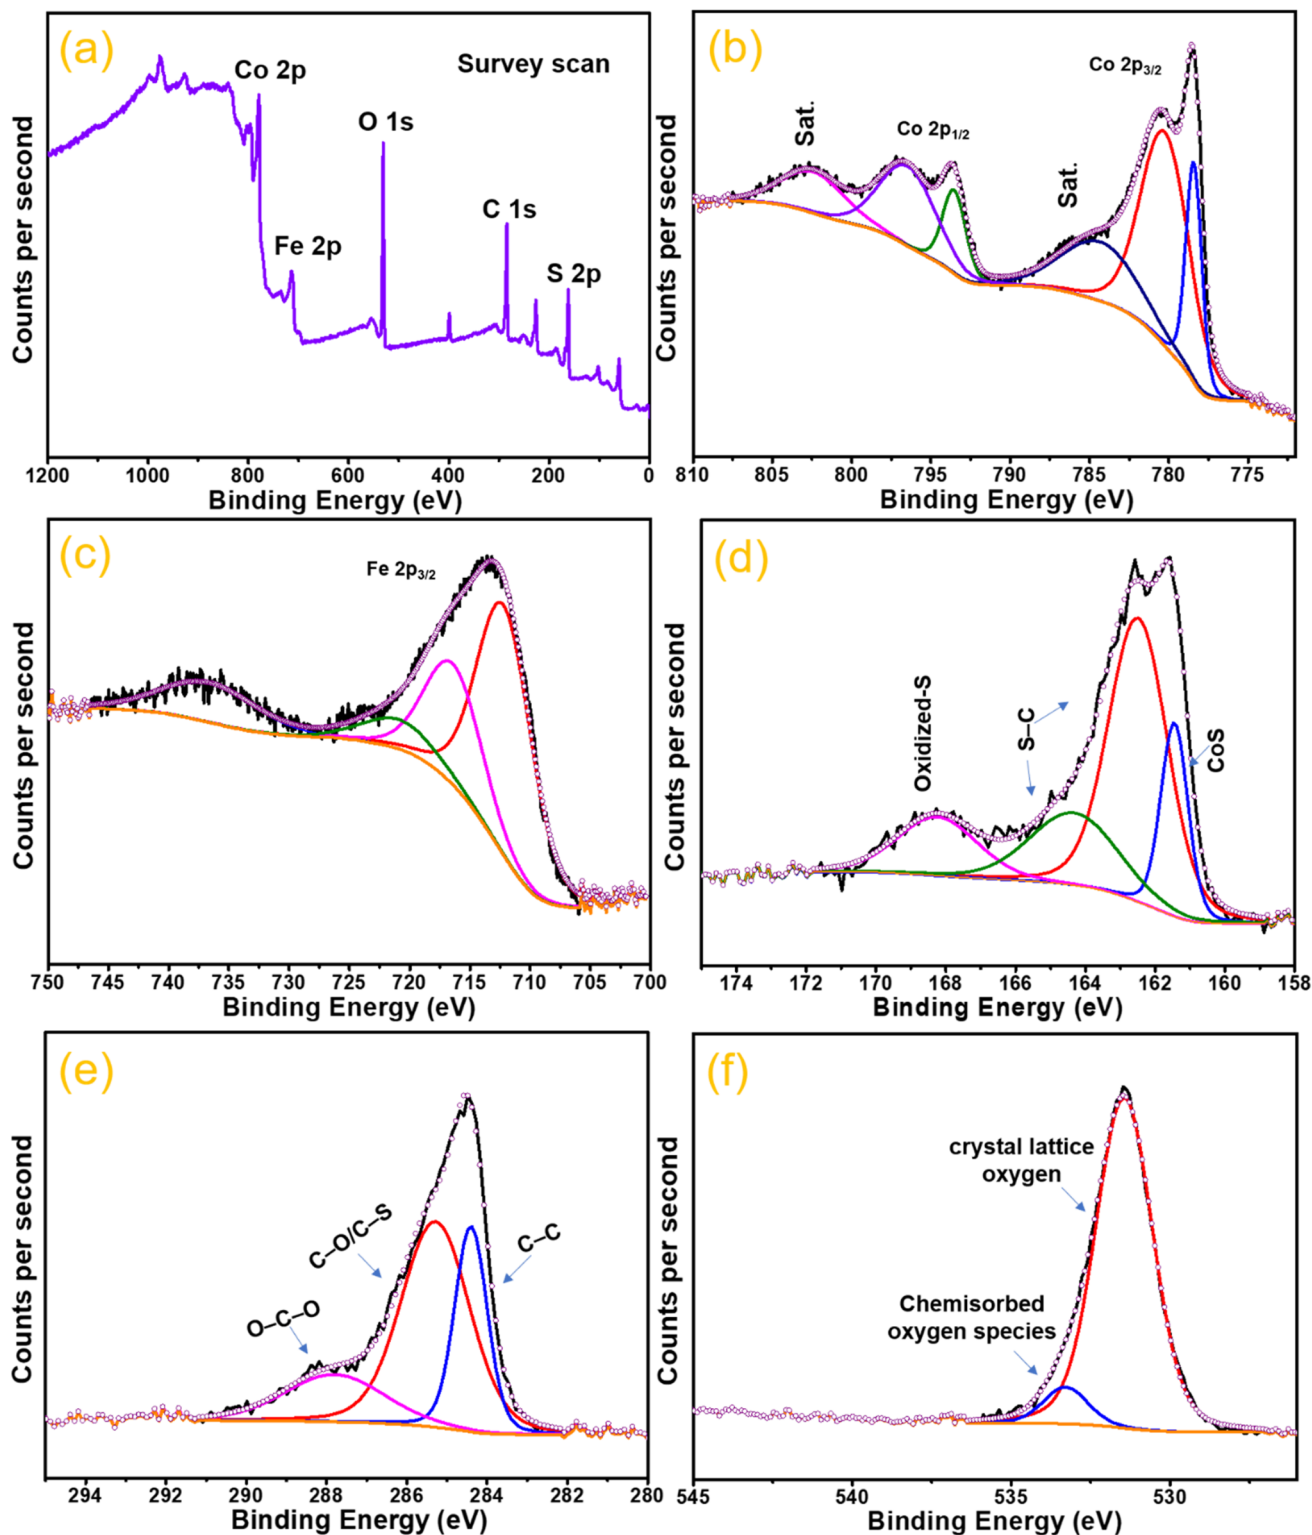 (a)
Survey scan
Co 2p
O 1s
C 1s
Fe 2p
S 2p
Counts per second
1200 1000 800 600 400 200 0
Binding Energy (eV)
(b)
Co 2p3/2
Sat.
Co 2p1/2
Sat.
Counts per second
810 805 800 795 790 785 780 775
Binding Energy (eV)
(c)
Fe 2p3/2
Counts per second
750 745 740 735 730 725 720 715 710 705 700
Binding Energy (eV)
(d)
Oxidized-S
S–C
CoS
Counts per second
174 172 170 168 166 164 162 160 158
Binding Energy (eV)
(e)
C–O/C–S
C–C
O–C–O
Counts per second
294 292 290 288 286 284 282 280
Binding Energy (eV)
(f)
crystal lattice
oxygen
Chemisorbed
oxygen species
Counts per second
545 540 535 530
Binding Energy (eV)